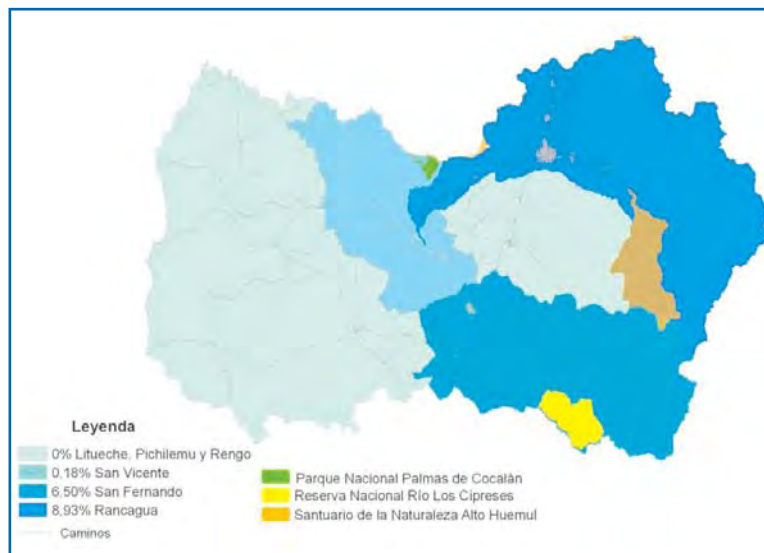 Leyenda
0% Litueche, Pichilemu y Rengo
0,18% San Vicente
6,50% San Fernando
8,93% Rancagua
Caminos
Parque Nacional Palmas de Cocalán
Reserva Nacional Río Los Cipreses
Santuario de la Naturaleza Alto Huemul